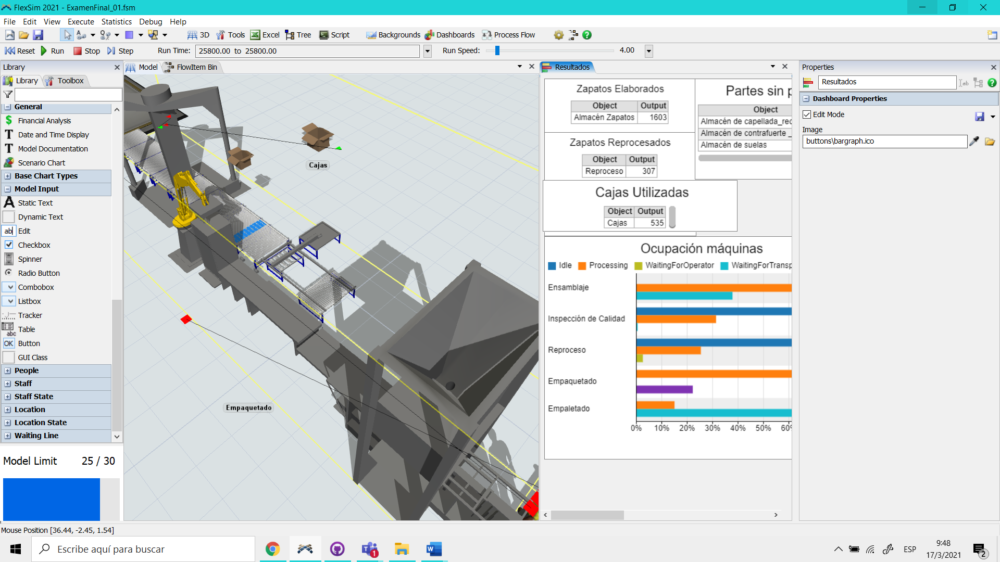 FlexSim 2021 - ExamenFinal_01.fsm
File Edit View Execute Statistics Debug Help
3D Tools Excel Tree Script Backgrounds Dashboards Process Flow
Reset Run Stop Step Run Time: 25800.00 to 25800.00 Run Speed: 4.00
Library
Library Toolbox
General
Financial Analysis
Date and Time Display
Model Documentation
Scenario Chart
Base Chart Types
Model Input
Static Text
Dynamic Text
Edit
Checkbox
Spinner
Radio Button
Combobox
Listbox
Tracker
Table
Button
GUI Class
People
Staff
Staff State
Location
Location State
Waiting Line
Model Limit 25 / 30
Model FlowItem Bin
Cajas
Empaquetado
Resultados
Zapatos Elaborados
Object Output
Almacén Zapatos 1603
Zapatos Reprocesados
Object Output
Reproceso 307
Partes sin p
Object
Almacén de capellada_rec
Almacén de contrafuerte _
Almacén de suelas
Cajas Utilizadas
Object Output
Cajas 535
Ocupación máquinas
Idle Processing WaitingForOperator WaitingForTransp
Ensamblaje
Inspección de Calidad
Reproceso
Empaquetado
Empaletado
0% 10% 20% 30% 40% 50% 60%
Properties
Resultados
Dashboard Properties
Edit Mode
Image
buttons\bargraph.ico
Mouse Position [36.44, -2.45, 1.54]
Escribe aquí para buscar
1
ESP
9:48
17/3/2021
2